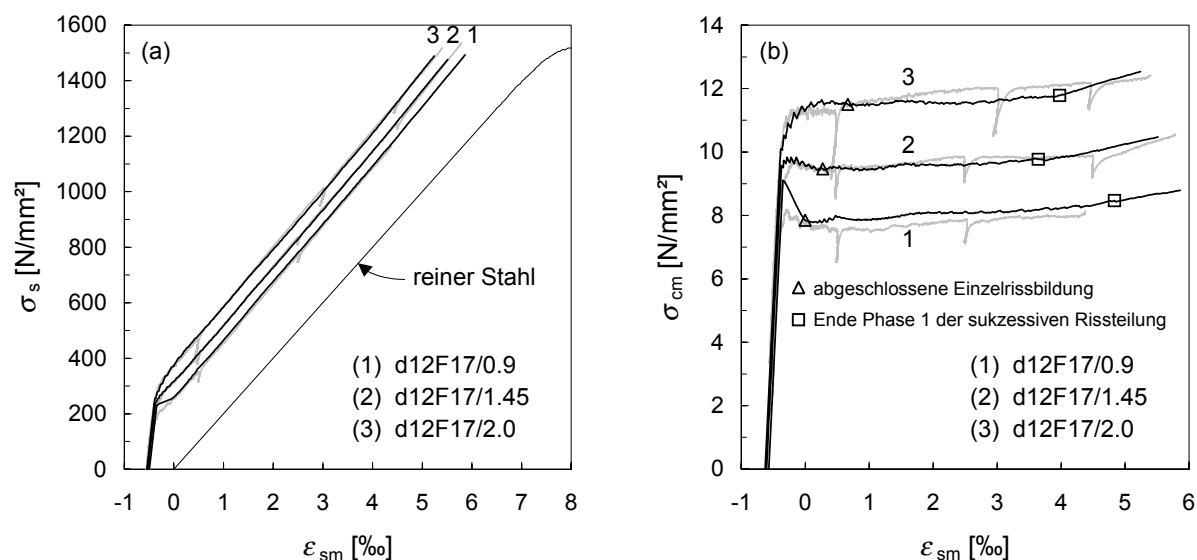 (a)
1600
1400
1200
1000
800
600
400
200
0
σs [N/mm²]
3 2 1
reiner Stahl
(1) d12F17/0.9
(2) d12F17/1.45
(3) d12F17/2.0
-1 0 1 2 3 4 5 6 7 8
εsm [‰]
(b)
14
12
10
8
6
4
2
0
σcm [N/mm²]
3
2
1
abgeschlossene Einzelrissbildung
Ende Phase 1 der sukzessiven Rissteilung
(1) d12F17/0.9
(2) d12F17/1.45
(3) d12F17/2.0
-1 0 1 2 3 4 5 6
εsm [‰]